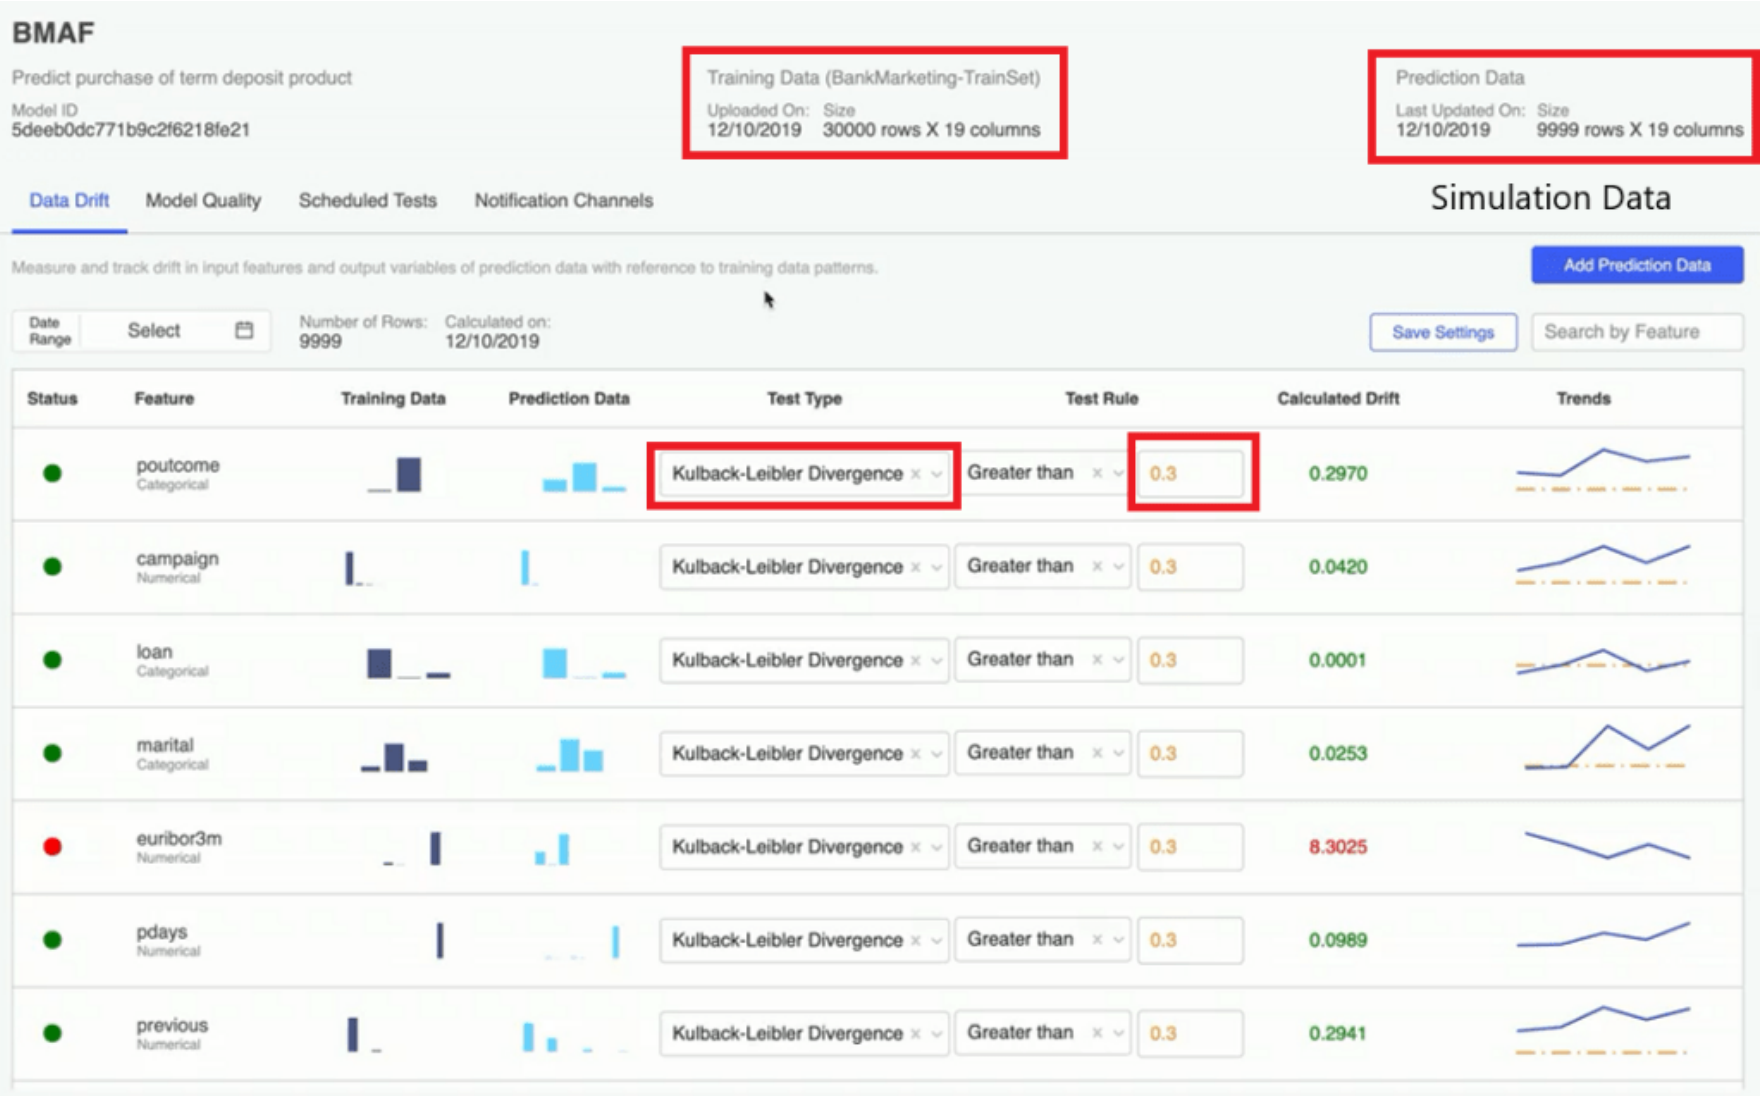 BMAF
Predict purchase of term deposit product
Model ID
5deeb0dc771b9c2f6218fe21
Training Data (BankMarketing-TrainSet)
Uploaded On: Size
12/10/2019 30000 rows X 19 columns
Prediction Data
Last Updated On: Size
12/10/2019 9999 rows X 19 columns
Simulation Data
Data Drift Model Quality Scheduled Tests Notification Channels
Measure and track drift in input features and output variables of prediction data with reference to training data patterns.
Add Prediction Data
Date Range Select
Number of Rows: Calculated on:
9999 12/10/2019
Save Settings Search by Feature
Status Feature Training Data Prediction Data Test Type Test Rule Calculated Drift Trends
poutcome Kulback-Leibler Divergence × Greater than × 0.3 0.2970
Categorical
campaign Kulback-Leibler Divergence × Greater than × 0.3 0.0420
Numerical
loan Kulback-Leibler Divergence × Greater than × 0.3 0.0001
Categorical
marital Kulback-Leibler Divergence × Greater than × 0.3 0.0253
Categorical
euribor3m Kulback-Leibler Divergence × Greater than × 0.3 8.3025
Numerical
pdays Kulback-Leibler Divergence × Greater than × 0.3 0.0989
Numerical
previous Kulback-Leibler Divergence × Greater than × 0.3 0.2941
Numerical